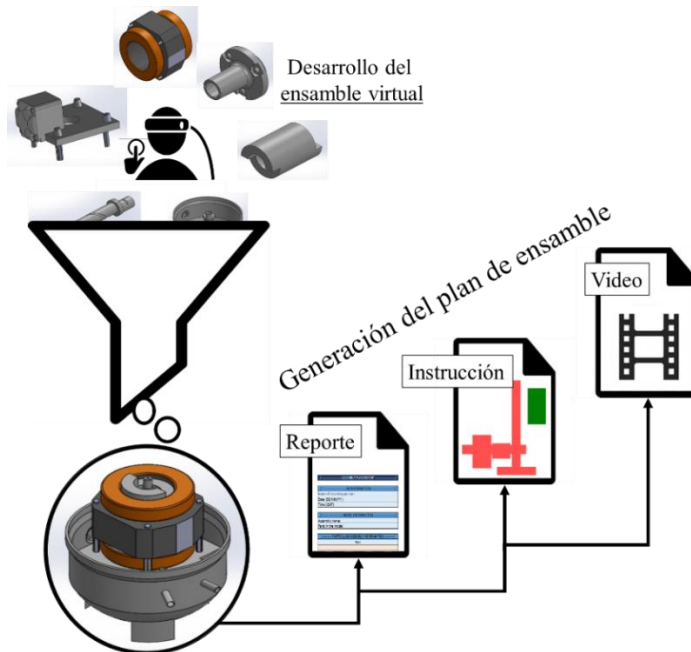 Desarrollo del
ensamble virtual
Generación del plan de ensamble
Video
Instrucción
Reporte